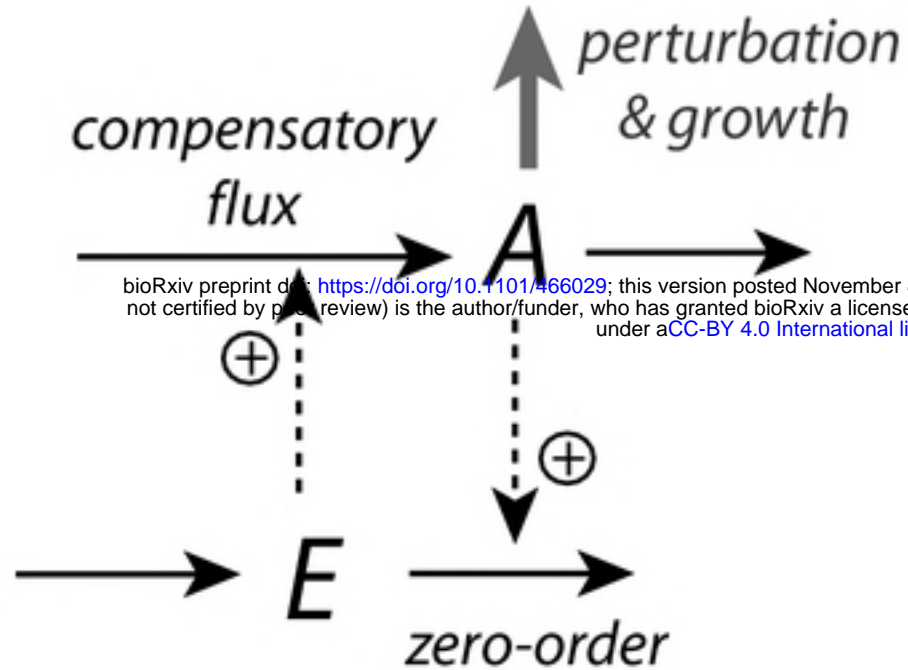 perturbation
& growth
compensatory
flux
A
bioRxiv preprint doi: https://doi.org/10.1101/466029; this version posted November
not certified by peer review) is the author/funder, who has granted bioRxiv a license
under aCC-BY 4.0 International
+
+
E
zero-order